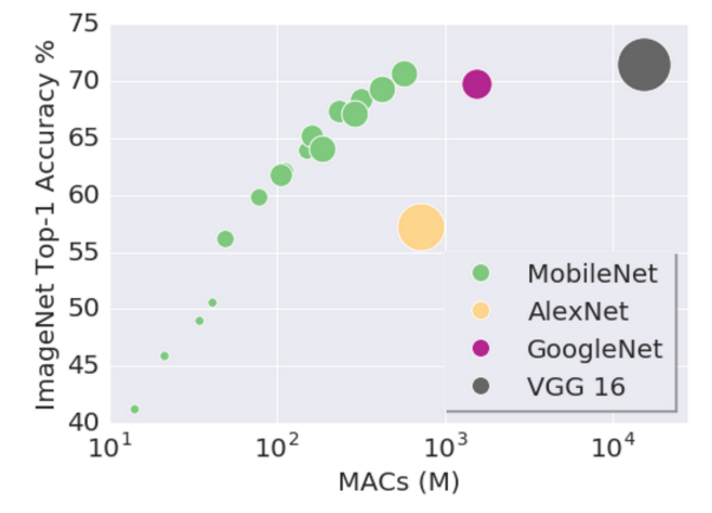 ImageNet Top-1 Accuracy %
75
70
65
60
55
50
45
40
MobileNet
AlexNet
GoogleNet
VGG 16
10¹
10²
10³
10⁴
MACs (M)